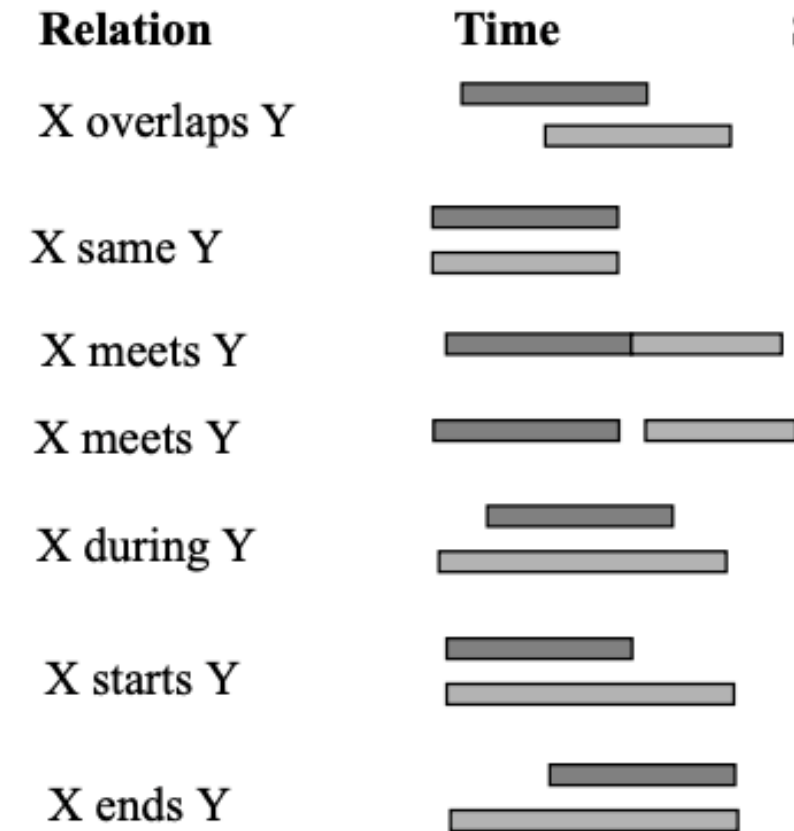 Relation Time
X overlaps Y
X same Y
X meets Y
X meets Y
X during Y
X starts Y
X ends Y